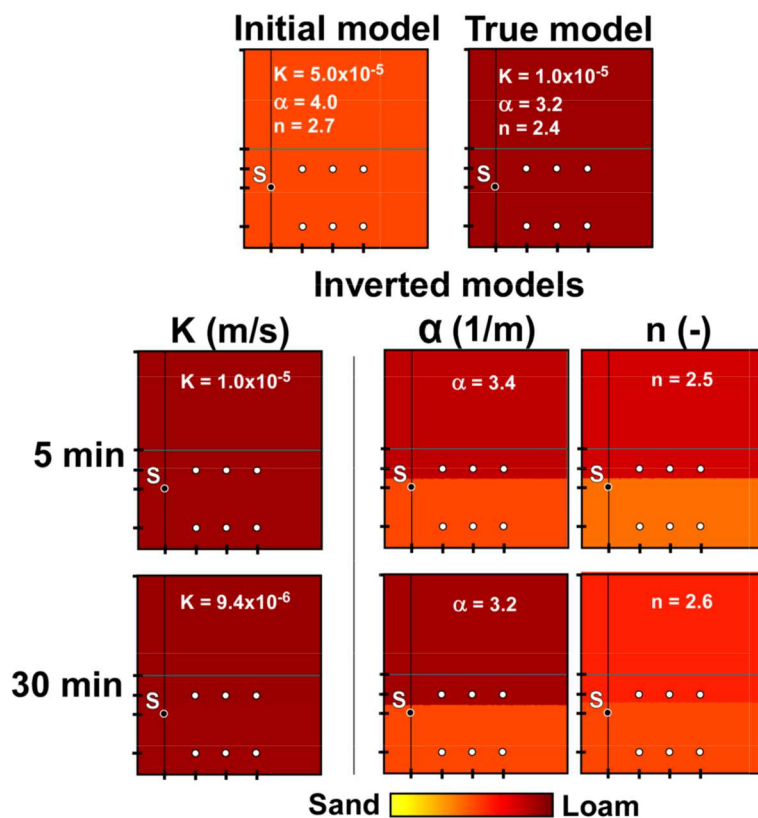 Initial model
True model
K = 5.0x10⁻⁵
α = 4.0
n = 2.7
S
K = 1.0x10⁻⁵
α = 3.2
n = 2.4
S
Inverted models
K (m/s)
α (1/m)
n (-)
5 min
K = 1.0x10⁻⁵
S
α = 3.4
S
n = 2.5
S
30 min
K = 9.4x10⁻⁶
S
α = 3.2
S
n = 2.6
S
Sand
Loam